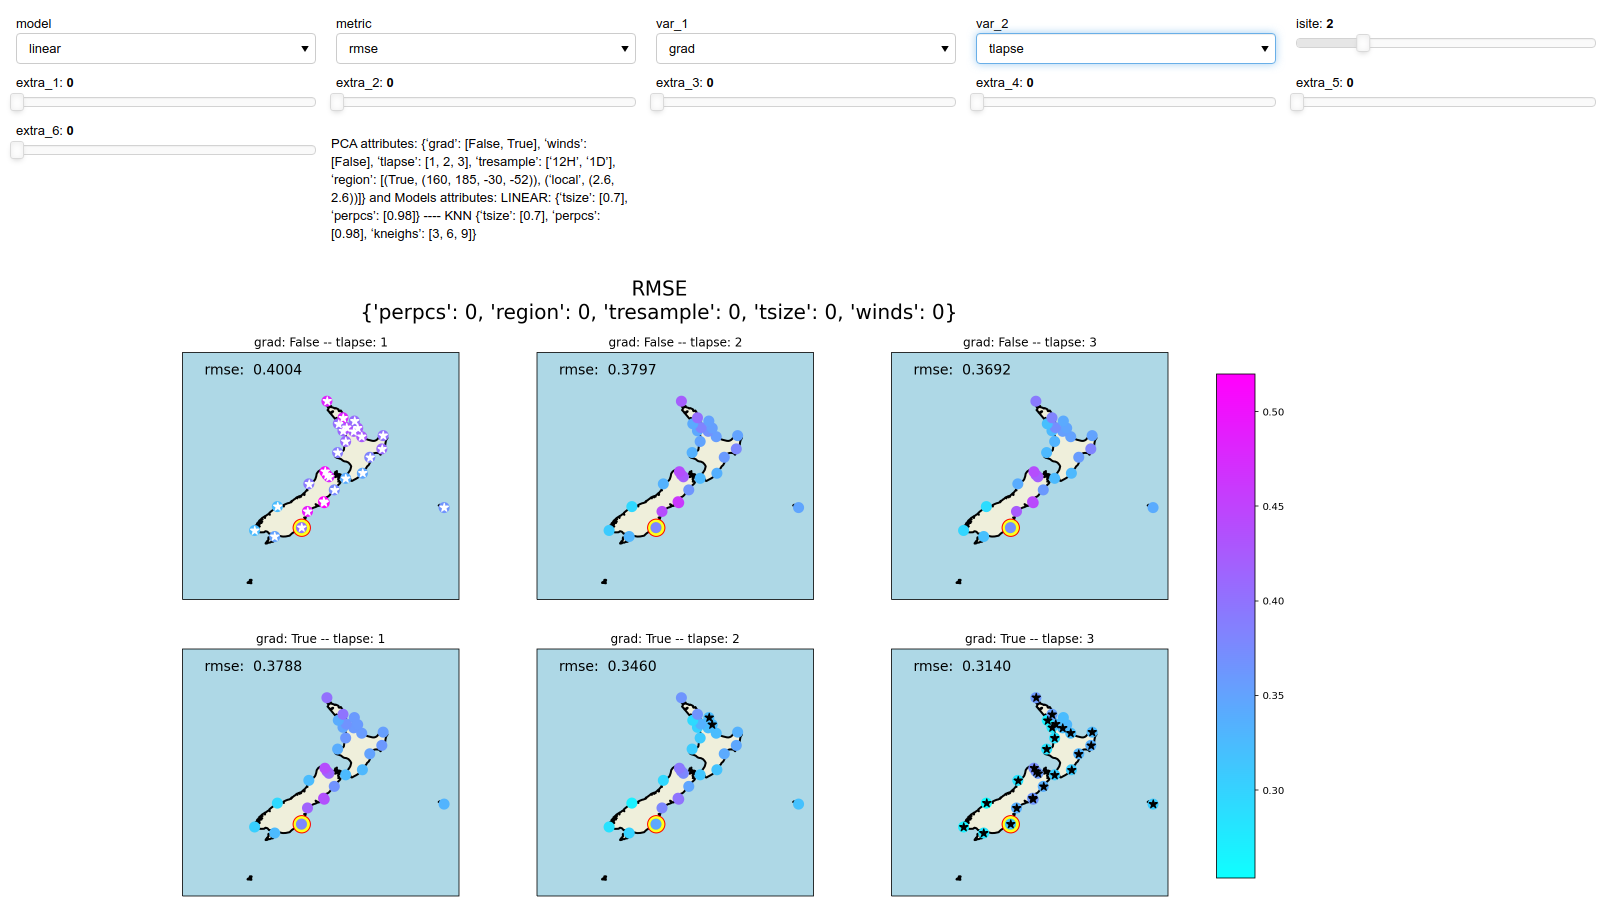 model
metric
var_1
var_2
isite: 2
linear
rmse
grad
tlapse
extra_1: 0
extra_2: 0
extra_3: 0
extra_4: 0
extra_5: 0
extra_6: 0
PCA attributes: {‘grad’: [False, True], ‘winds’:
[False], ‘tlapse’: [1, 2, 3], ‘tresample’: [‘12H’, ‘1D’],
‘region’: [(True, (160, 185, -30, -52)), (‘local’, (2.6,
2.6))]} and Models attributes: LINEAR: {‘tsize’: [0.7],
‘perpcs’: [0.98]} ---- KNN {‘tsize’: [0.7], ‘perpcs’:
[0.98], ‘kneighs’: [3, 6, 9]}
RMSE
{'perpcs': 0, 'region': 0, 'tresample': 0, 'tsize': 0, 'winds': 0}
grad: False -- tlapse: 1
grad: False -- tlapse: 2
grad: False -- tlapse: 3
rmse: 0.4004
rmse: 0.3797
rmse: 0.3692
grad: True -- tlapse: 1
grad: True -- tlapse: 2
grad: True -- tlapse: 3
rmse: 0.3788
rmse: 0.3460
rmse: 0.3140
0.50
0.45
0.40
0.35
0.30